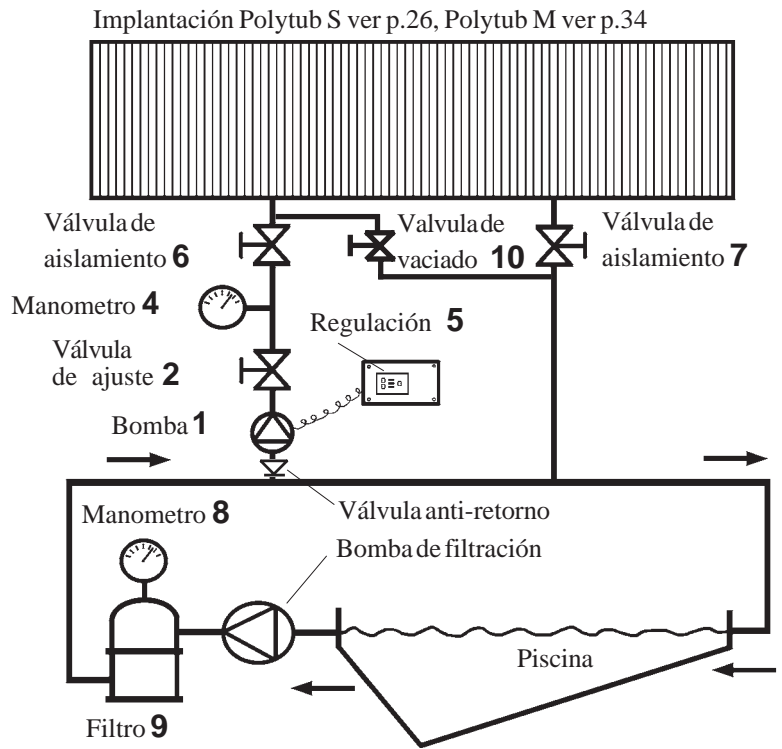 Implantación Polytub S ver p.26, Polytub M ver p.34
Válvula de
aislamiento 6
Valvula de
vaciado 10
Válvula de
aislamiento 7
Manometro 4
Regulación 5
Válvula
de ajuste 2
Bomba 1
Manometro 8
Válvula anti-retorno
Bomba de filtración
Piscina
Filtro 9